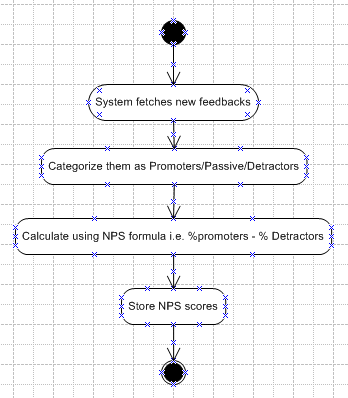 System fetches new feedbacks
Categorize them as Promoters/Passive/Detractors
Calculate using NPS formula i.e. %promoters - % Detractors
Store NPS scores